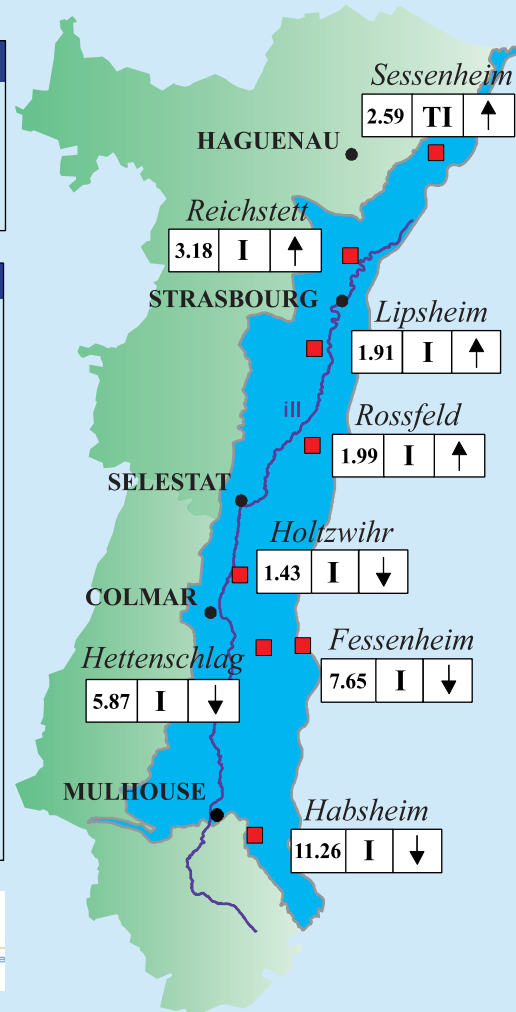 Sessenheim
2.59 TI ↑
HAGUENAU
Reichstett
3.18 I ↑
STRASBOURG
Lipsheim
1.91 I ↑
ill
Rossfeld
1.99 I ↑
SELESTAT
Holtzwihr
1.43 I ↓
COLMAR
Fessenheim
7.65 I ↓
Hettenschlag
5.87 I ↓
MULHOUSE
Habsheim
11.26 I ↓